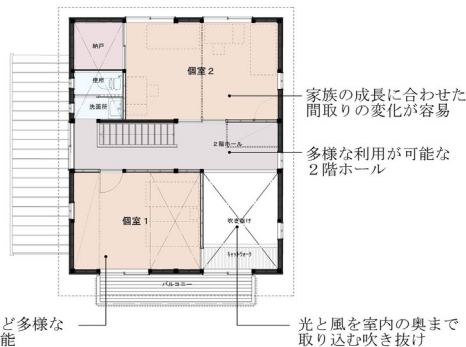 納戸
個室2
便所
洗面所
家族の成長に合わせた
間取りの変化が容易
2階ホール
多様な利用が可能な
2階ホール
個室1
吹き抜け
キャットウォーク
バルコニー
ど多様な
能
光と風を室内の奥まで
取り込む吹き抜け